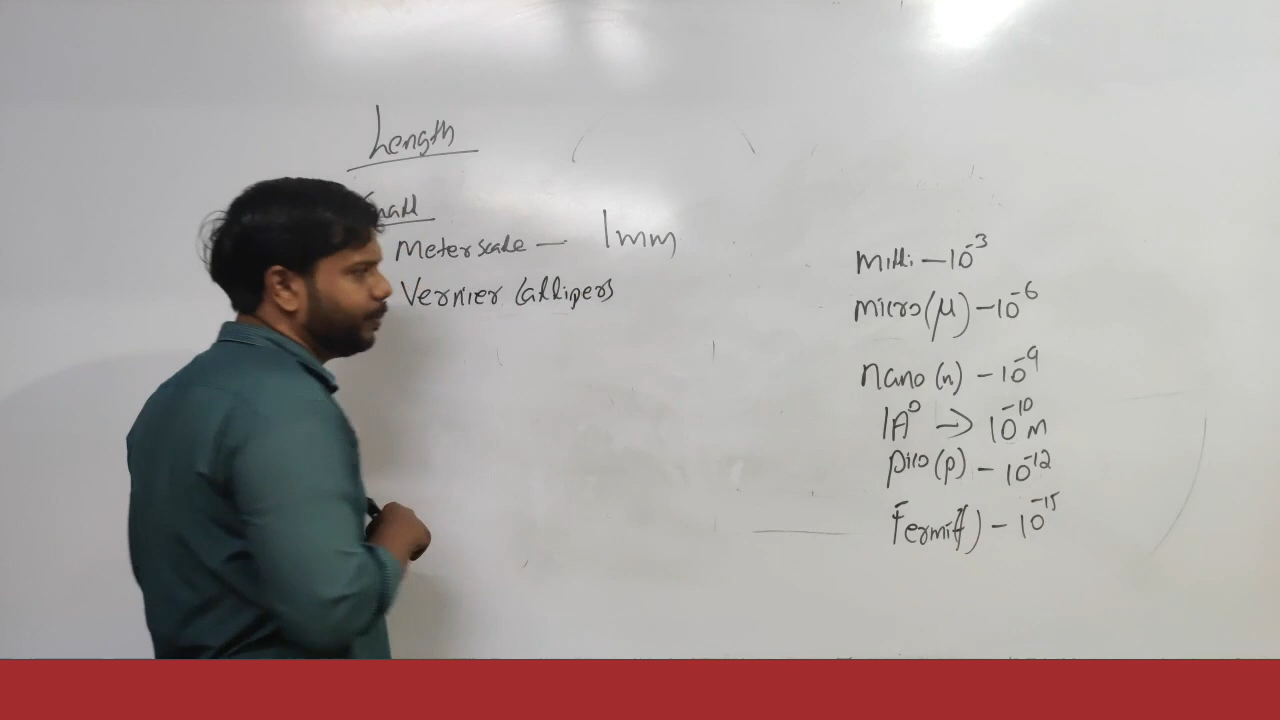 Length
Small
Meter scale — 1mm
Vernier Callipers
Milli — 10⁻³
micro(μ) — 10⁻⁶
Nano (n) — 10⁻⁹
1A⁰ → 10⁻¹⁰ m
pico (p) — 10⁻¹²
Fermi(f) — 10⁻¹⁵